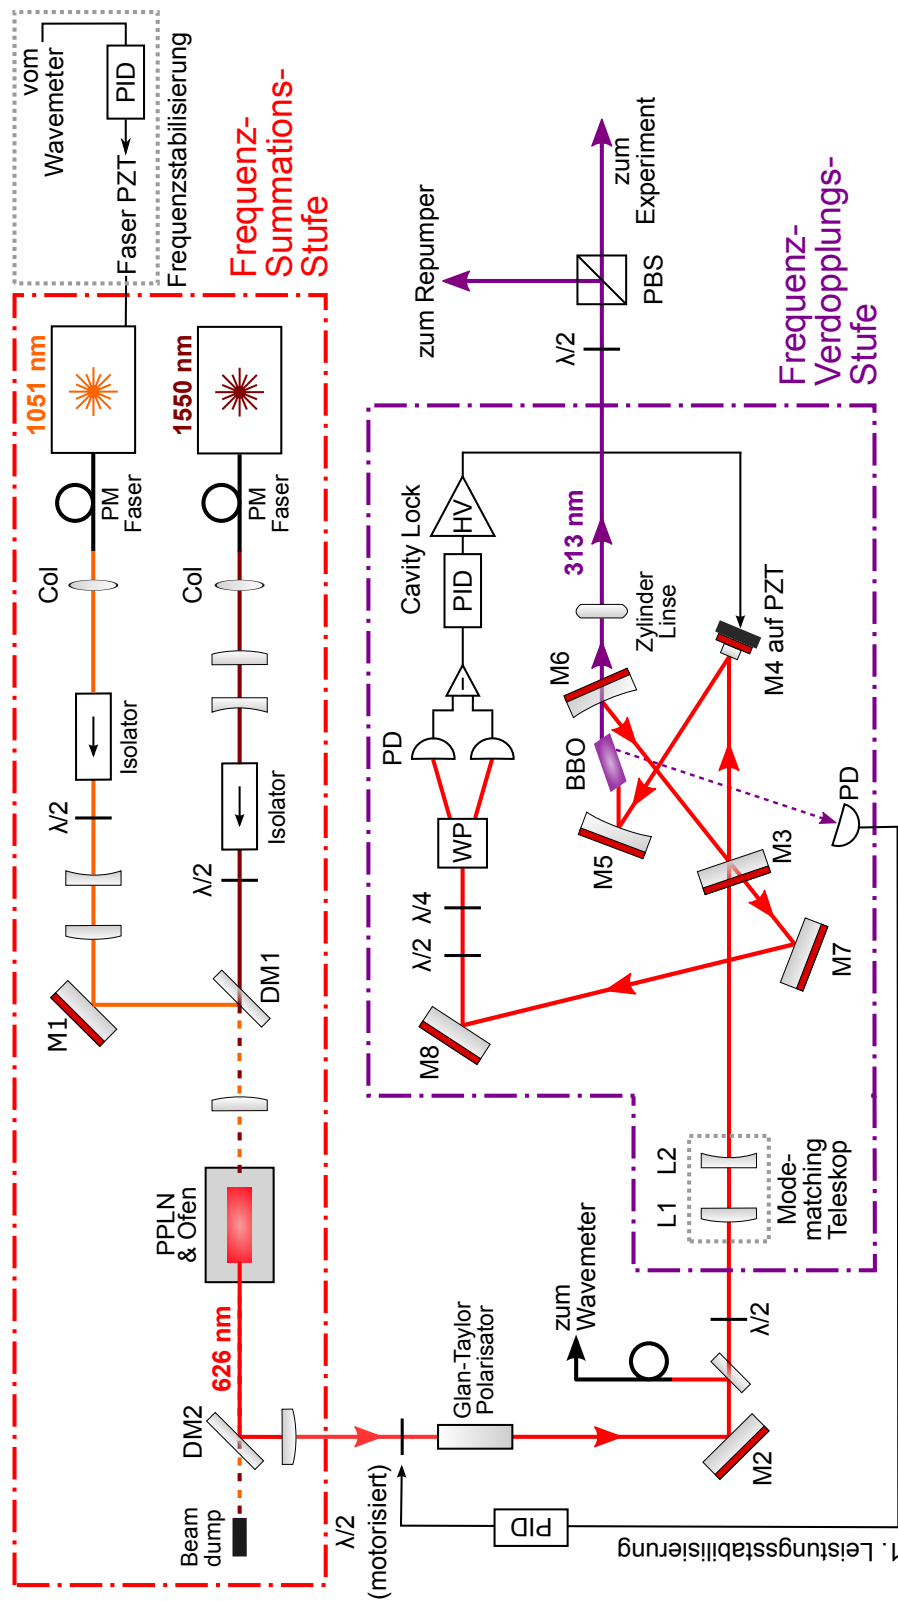 vom
Wavemeter
PID
Faser PZT
Frequenzstabilisierung
Frequenz-
Summations-
Stufe
1051 nm
PM
Faser
Col
Isolator
λ/2
M1
1550 nm
PM
Faser
Col
Isolator
λ/2
DM1
PPLN
& Ofen
626 nm
DM2
Beam
dump
λ/2
(motorisiert)
Glan-Taylor
Polarisator
PID
1. Leistungsstabilisierung
M2
zum
Wavemeter
λ/2
L1
L2
Mode-
matching
Teleskop
Frequenz-
Verdopplungs-
Stufe
M3
M4 auf PZT
M5
BBO
M6
M7
M8
λ/2
λ/4
WP
PD
−
PID
HV
Cavity Lock
PD
Zylinder
Linse
313 nm
λ/2
PBS
zum Repumper
zum
Experiment